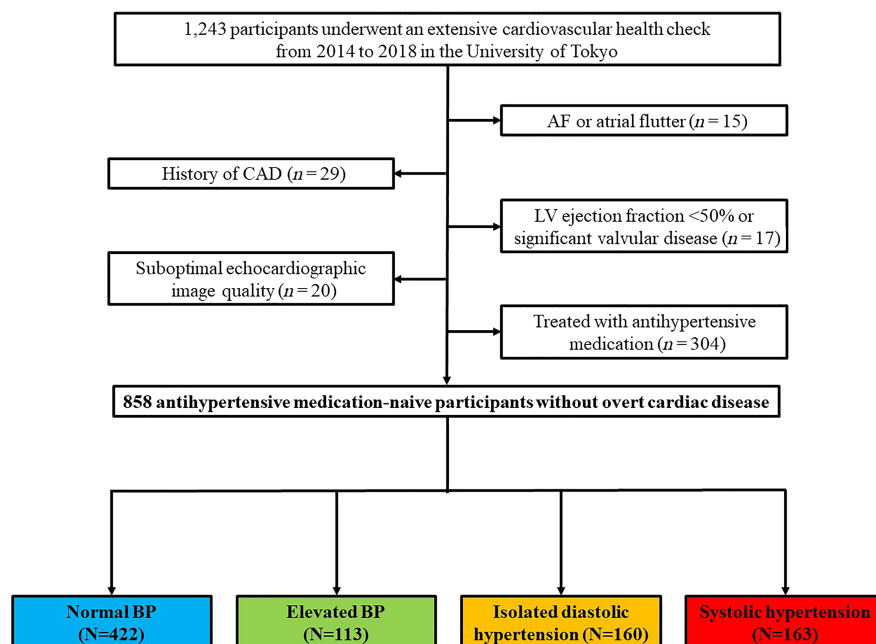 1,243 participants underwent an extensive cardiovascular health check
from 2014 to 2018 in the University of Tokyo
AF or atrial flutter (n = 15)
History of CAD (n = 29)
LV ejection fraction <50% or
significant valvular disease (n = 17)
Suboptimal echocardiographic
image quality (n = 20)
Treated with antihypertensive
medication (n = 304)
858 antihypertensive medication-naive participants without overt cardiac disease
Normal BP
(N=422)
Elevated BP
(N=113)
Isolated diastolic
hypertension (N=160)
Systolic hypertension
(N=163)